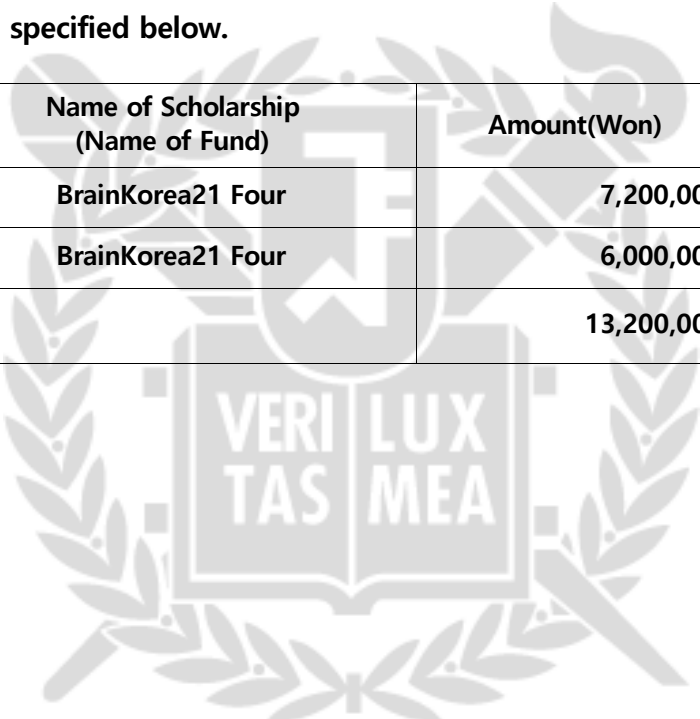 specified below.
Name of Scholarship
(Name of Fund)
Amount(Won)
BrainKorea21 Four
7,200,00
BrainKorea21 Four
6,000,00
13,200,00
VERI LUX
TAS MEA